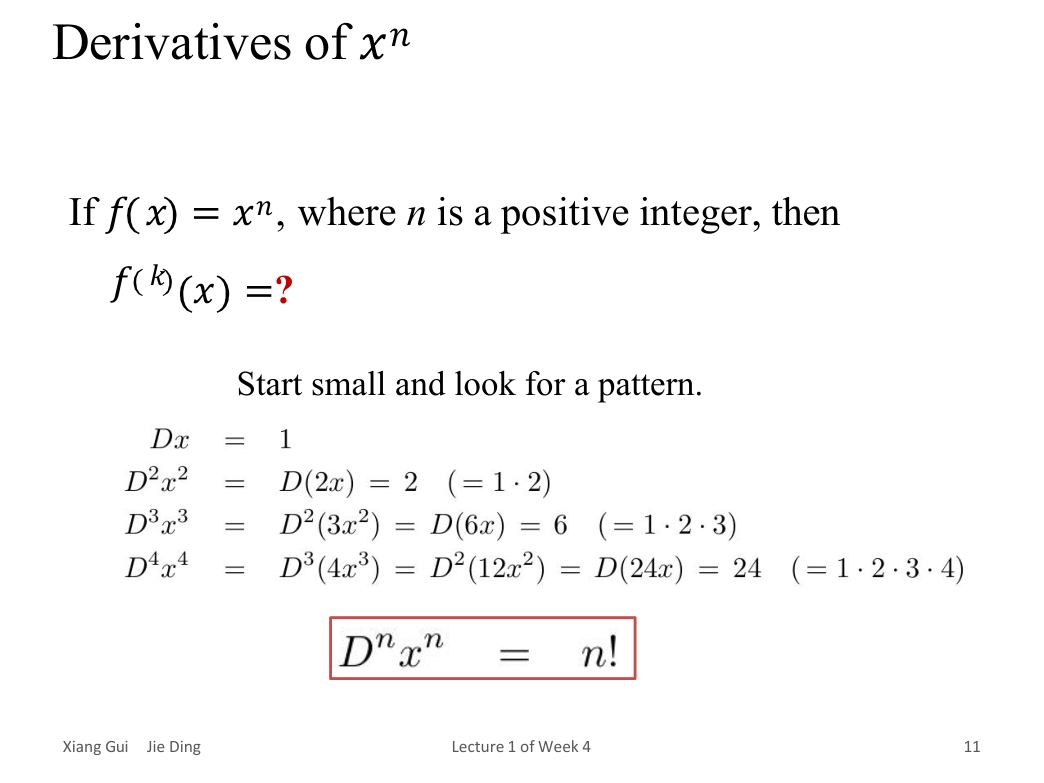 Derivatives of xⁿ
If f(x) = xⁿ, where n is a positive integer, then
f⁽ᵏ⁾(x) =?
Start small and look for a pattern.
Dx = 1
D²x² = D(2x) = 2 (= 1 · 2)
D³x³ = D²(3x²) = D(6x) = 6 (= 1 · 2 · 3)
D⁴x⁴ = D³(4x³) = D²(12x²) = D(24x) = 24 (= 1 · 2 · 3 · 4)
Dⁿxⁿ = n!
Xiang Gui Jie Ding Lecture 1 of Week 4 11